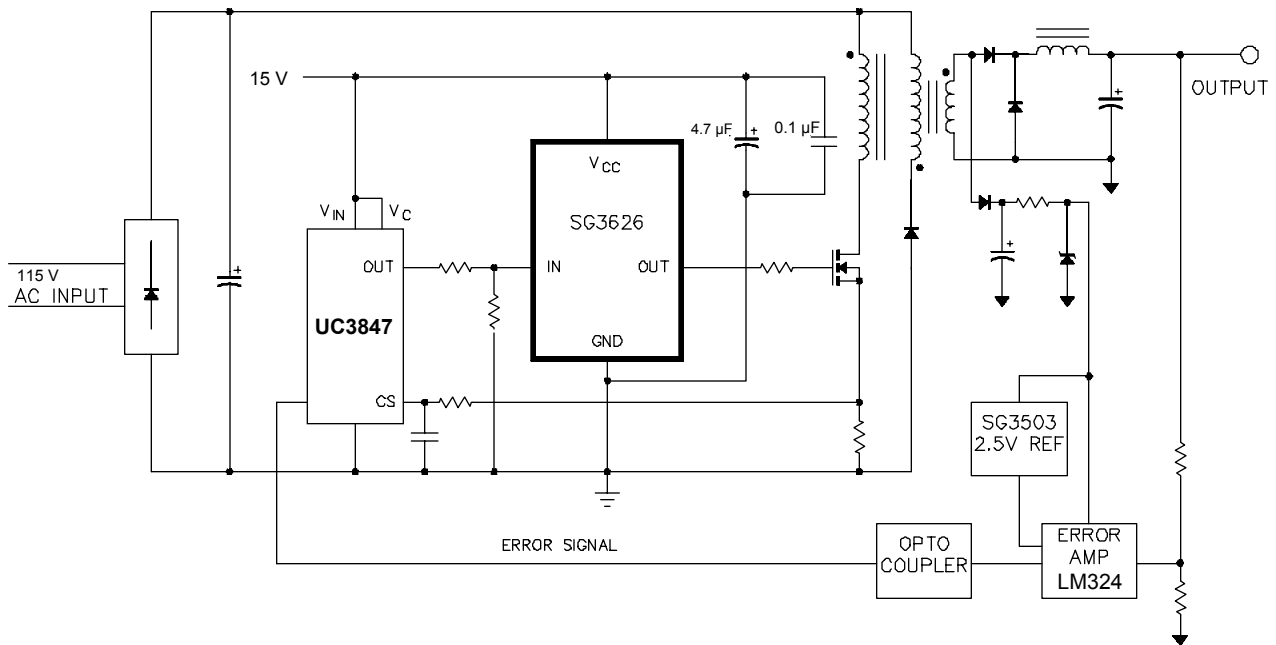 OUTPUT
15 V
4.7 µF
0.1 µF
VCC
VIN
VC
SG3626
OUT
IN
OUT
115 V
AC INPUT
UC3847
GND
CS
SG3503
2.5V REF
ERROR SIGNAL
OPTO
COUPLER
ERROR
AMP
LM324